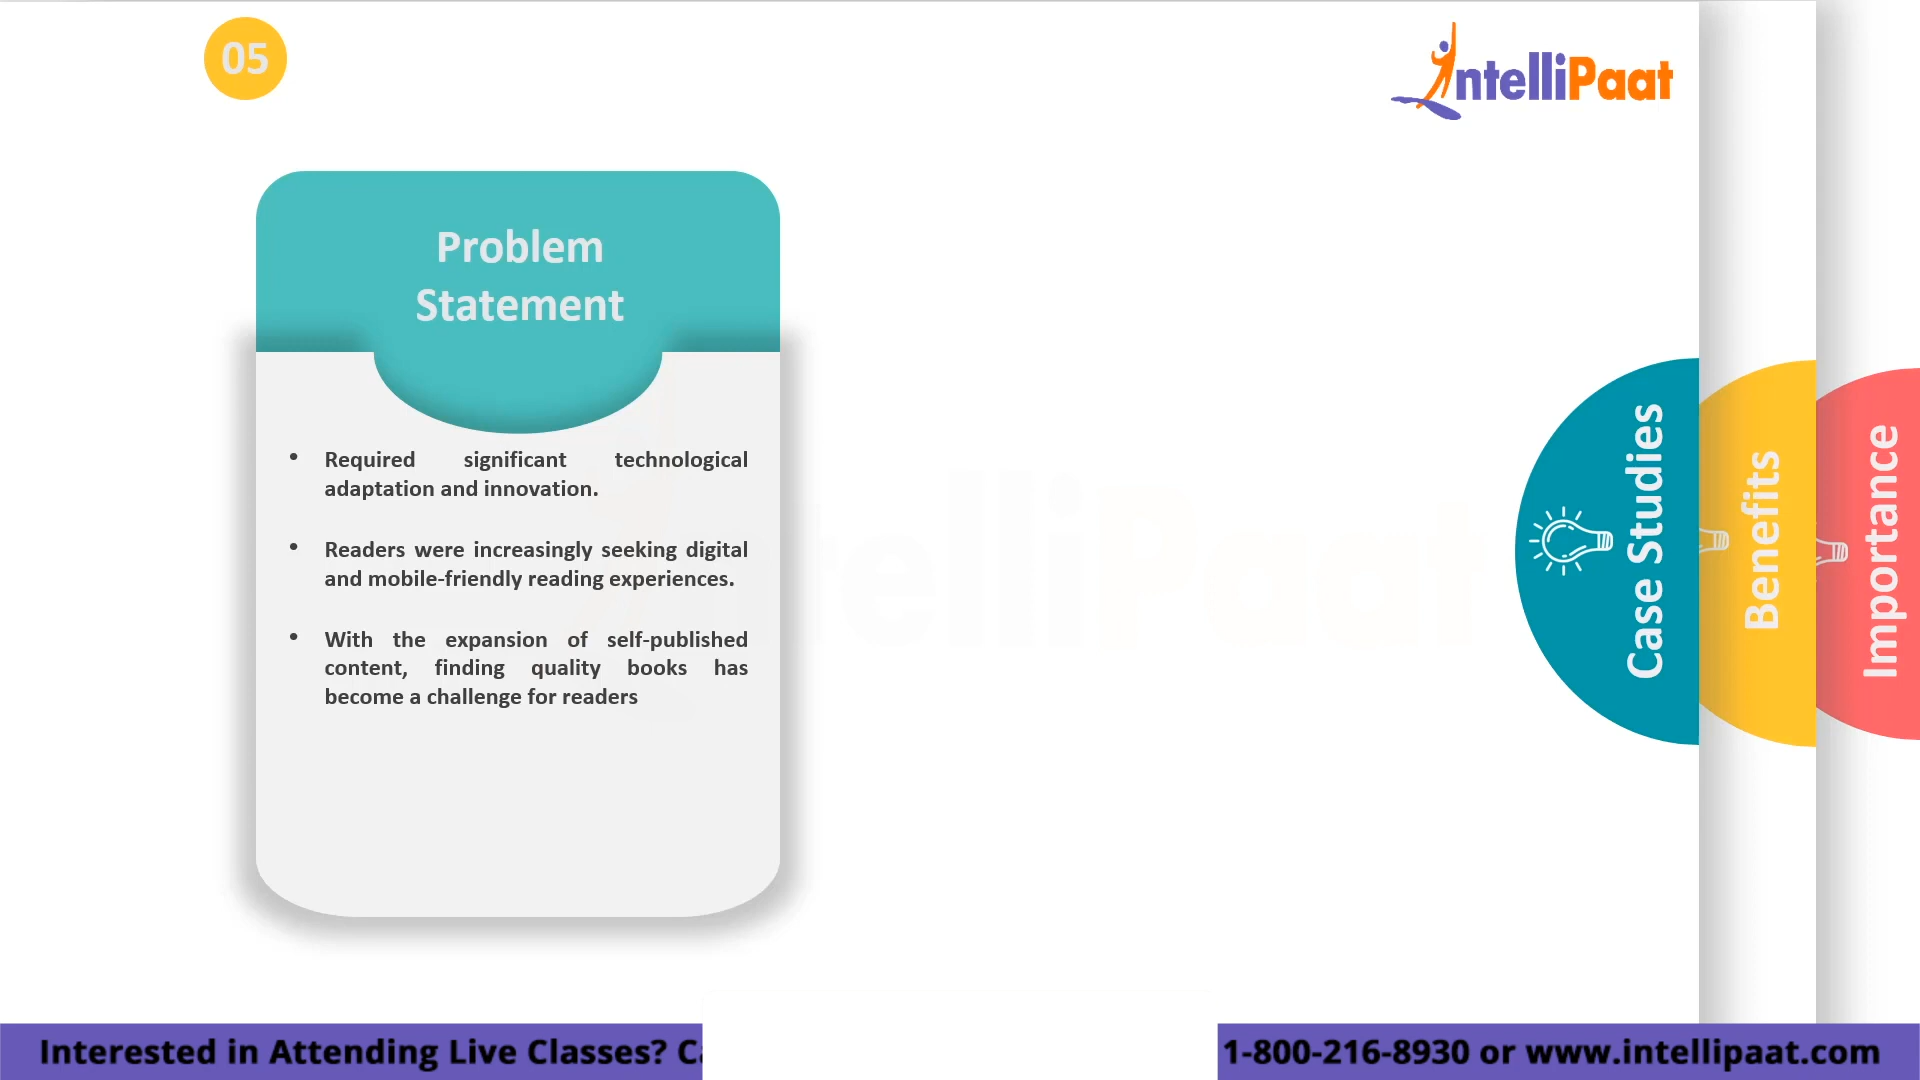 05
IntelliPaat
Problem
Statement
• Required significant technological
adaptation and innovation.
• Readers were increasingly seeking digital
and mobile-friendly reading experiences.
• With the expansion of self-published
content, finding quality books has
become a challenge for readers
Case Studies
Benefits
Importance
Interested in Attending Live Classes?
1-800-216-8930 or www.intellipaat.com